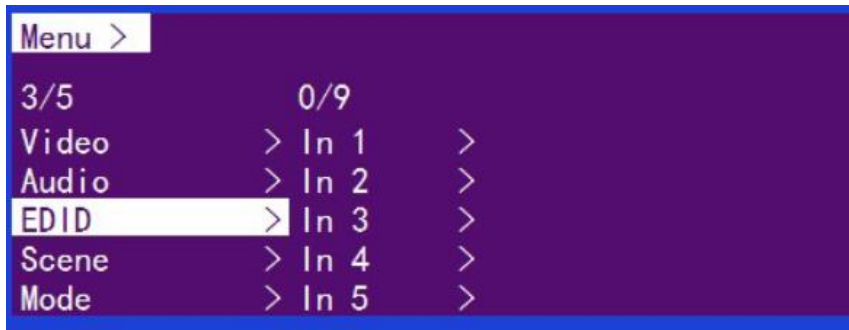 Menu >
3/5 0/9
Video > In 1 >
Audio > In 2 >
EDID > In 3 >
Scene > In 4 >
Mode > In 5 >